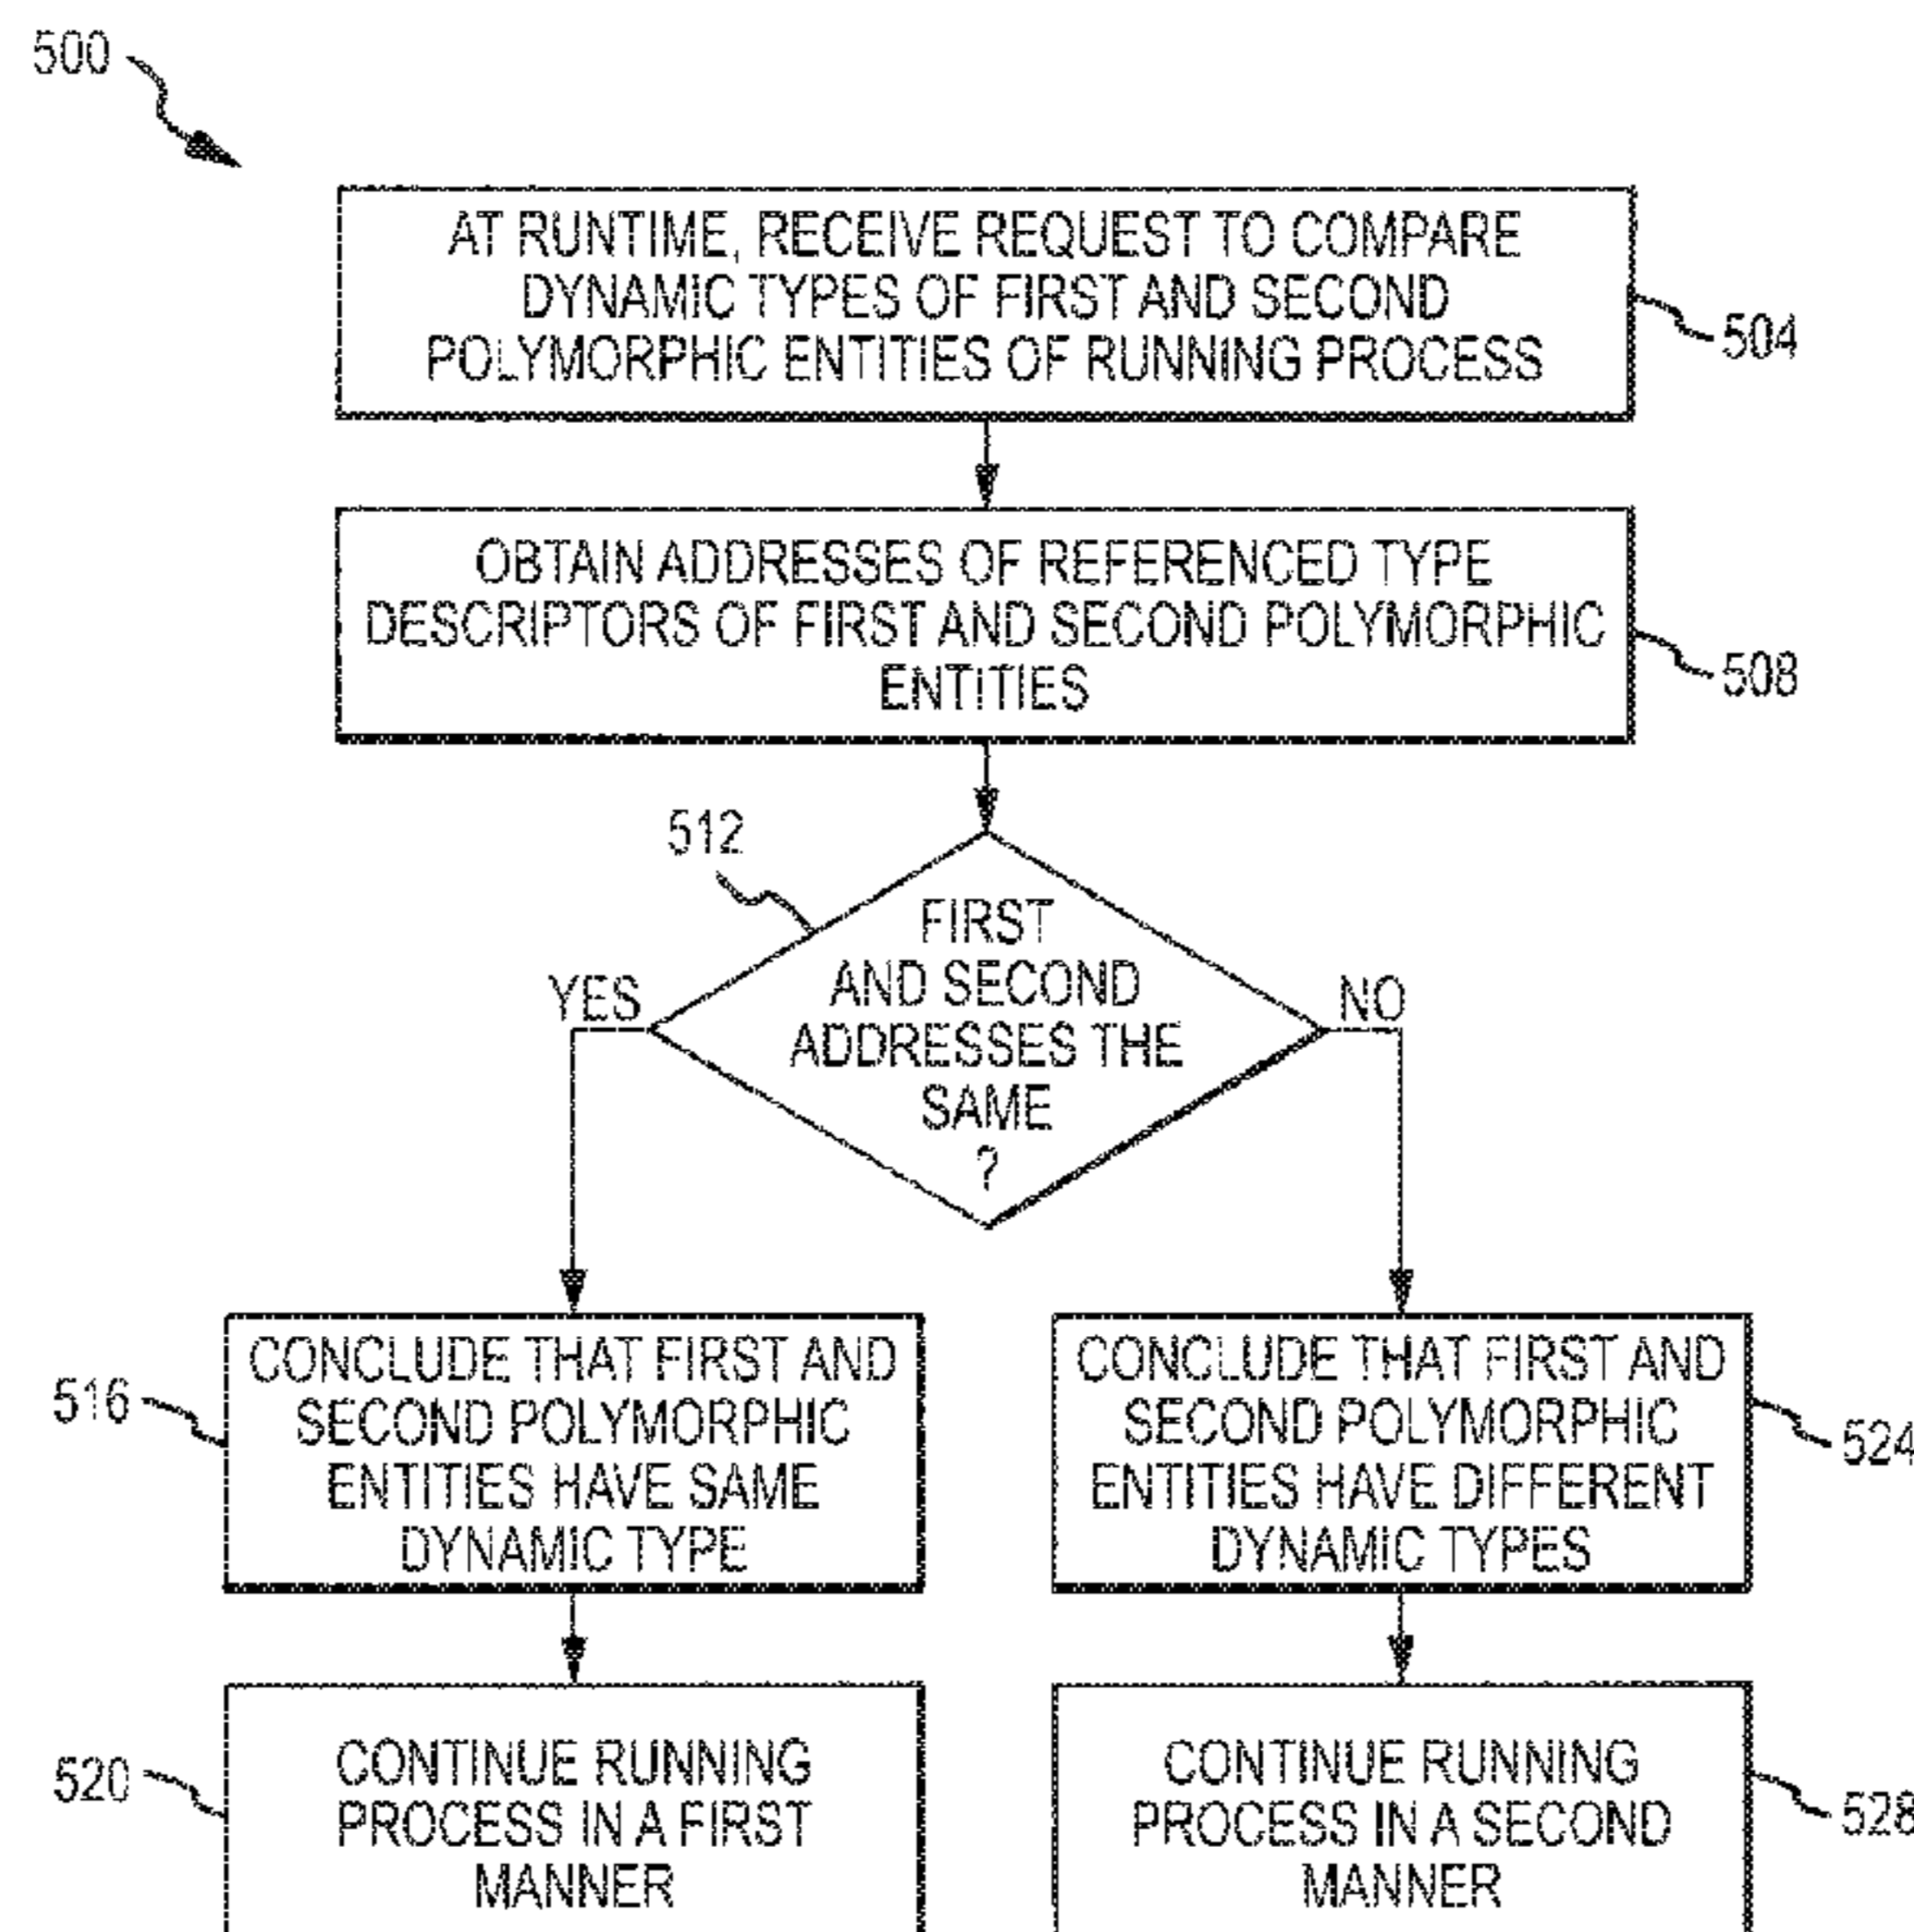 500
AT RUNTIME, RECEIVE REQUEST TO COMPARE
DYNAMIC TYPES OF FIRST AND SECOND
POLYMORPHIC ENTITIES OF RUNNING PROCESS
504
OBTAIN ADDRESSES OF REFERENCED TYPE
DESCRIPTORS OF FIRST AND SECOND POLYMORPHIC
ENTITIES
508
512
FIRST
AND SECOND
ADDRESSES THE
SAME
?
YES
NO
CONCLUDE THAT FIRST AND
SECOND POLYMORPHIC
ENTITIES HAVE SAME
DYNAMIC TYPE
516
CONCLUDE THAT FIRST AND
SECOND POLYMORPHIC
ENTITIES HAVE DIFFERENT
DYNAMIC TYPES
524
CONTINUE RUNNING
PROCESS IN A FIRST
MANNER
520
CONTINUE RUNNING
PROCESS IN A SECOND
MANNER
528